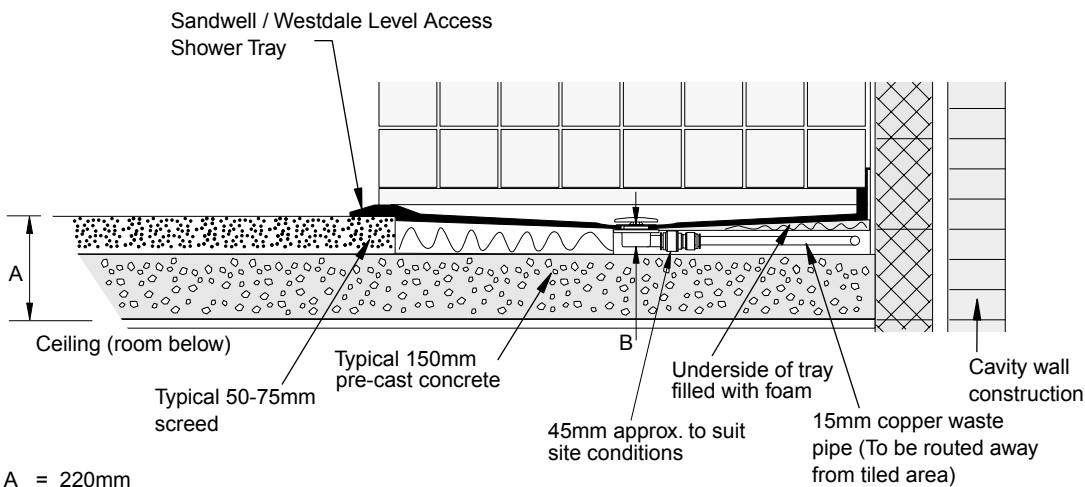 Sandwell / Westdale Level Access
Shower Tray
A
B
Ceiling (room below)
Typical 50-75mm
screed
Typical 150mm
pre-cast concrete
45mm approx. to suit
site conditions
Underside of tray
filled with foam
15mm copper waste
pipe (To be routed away
from tiled area)
Cavity wall
construction
A = 220mm